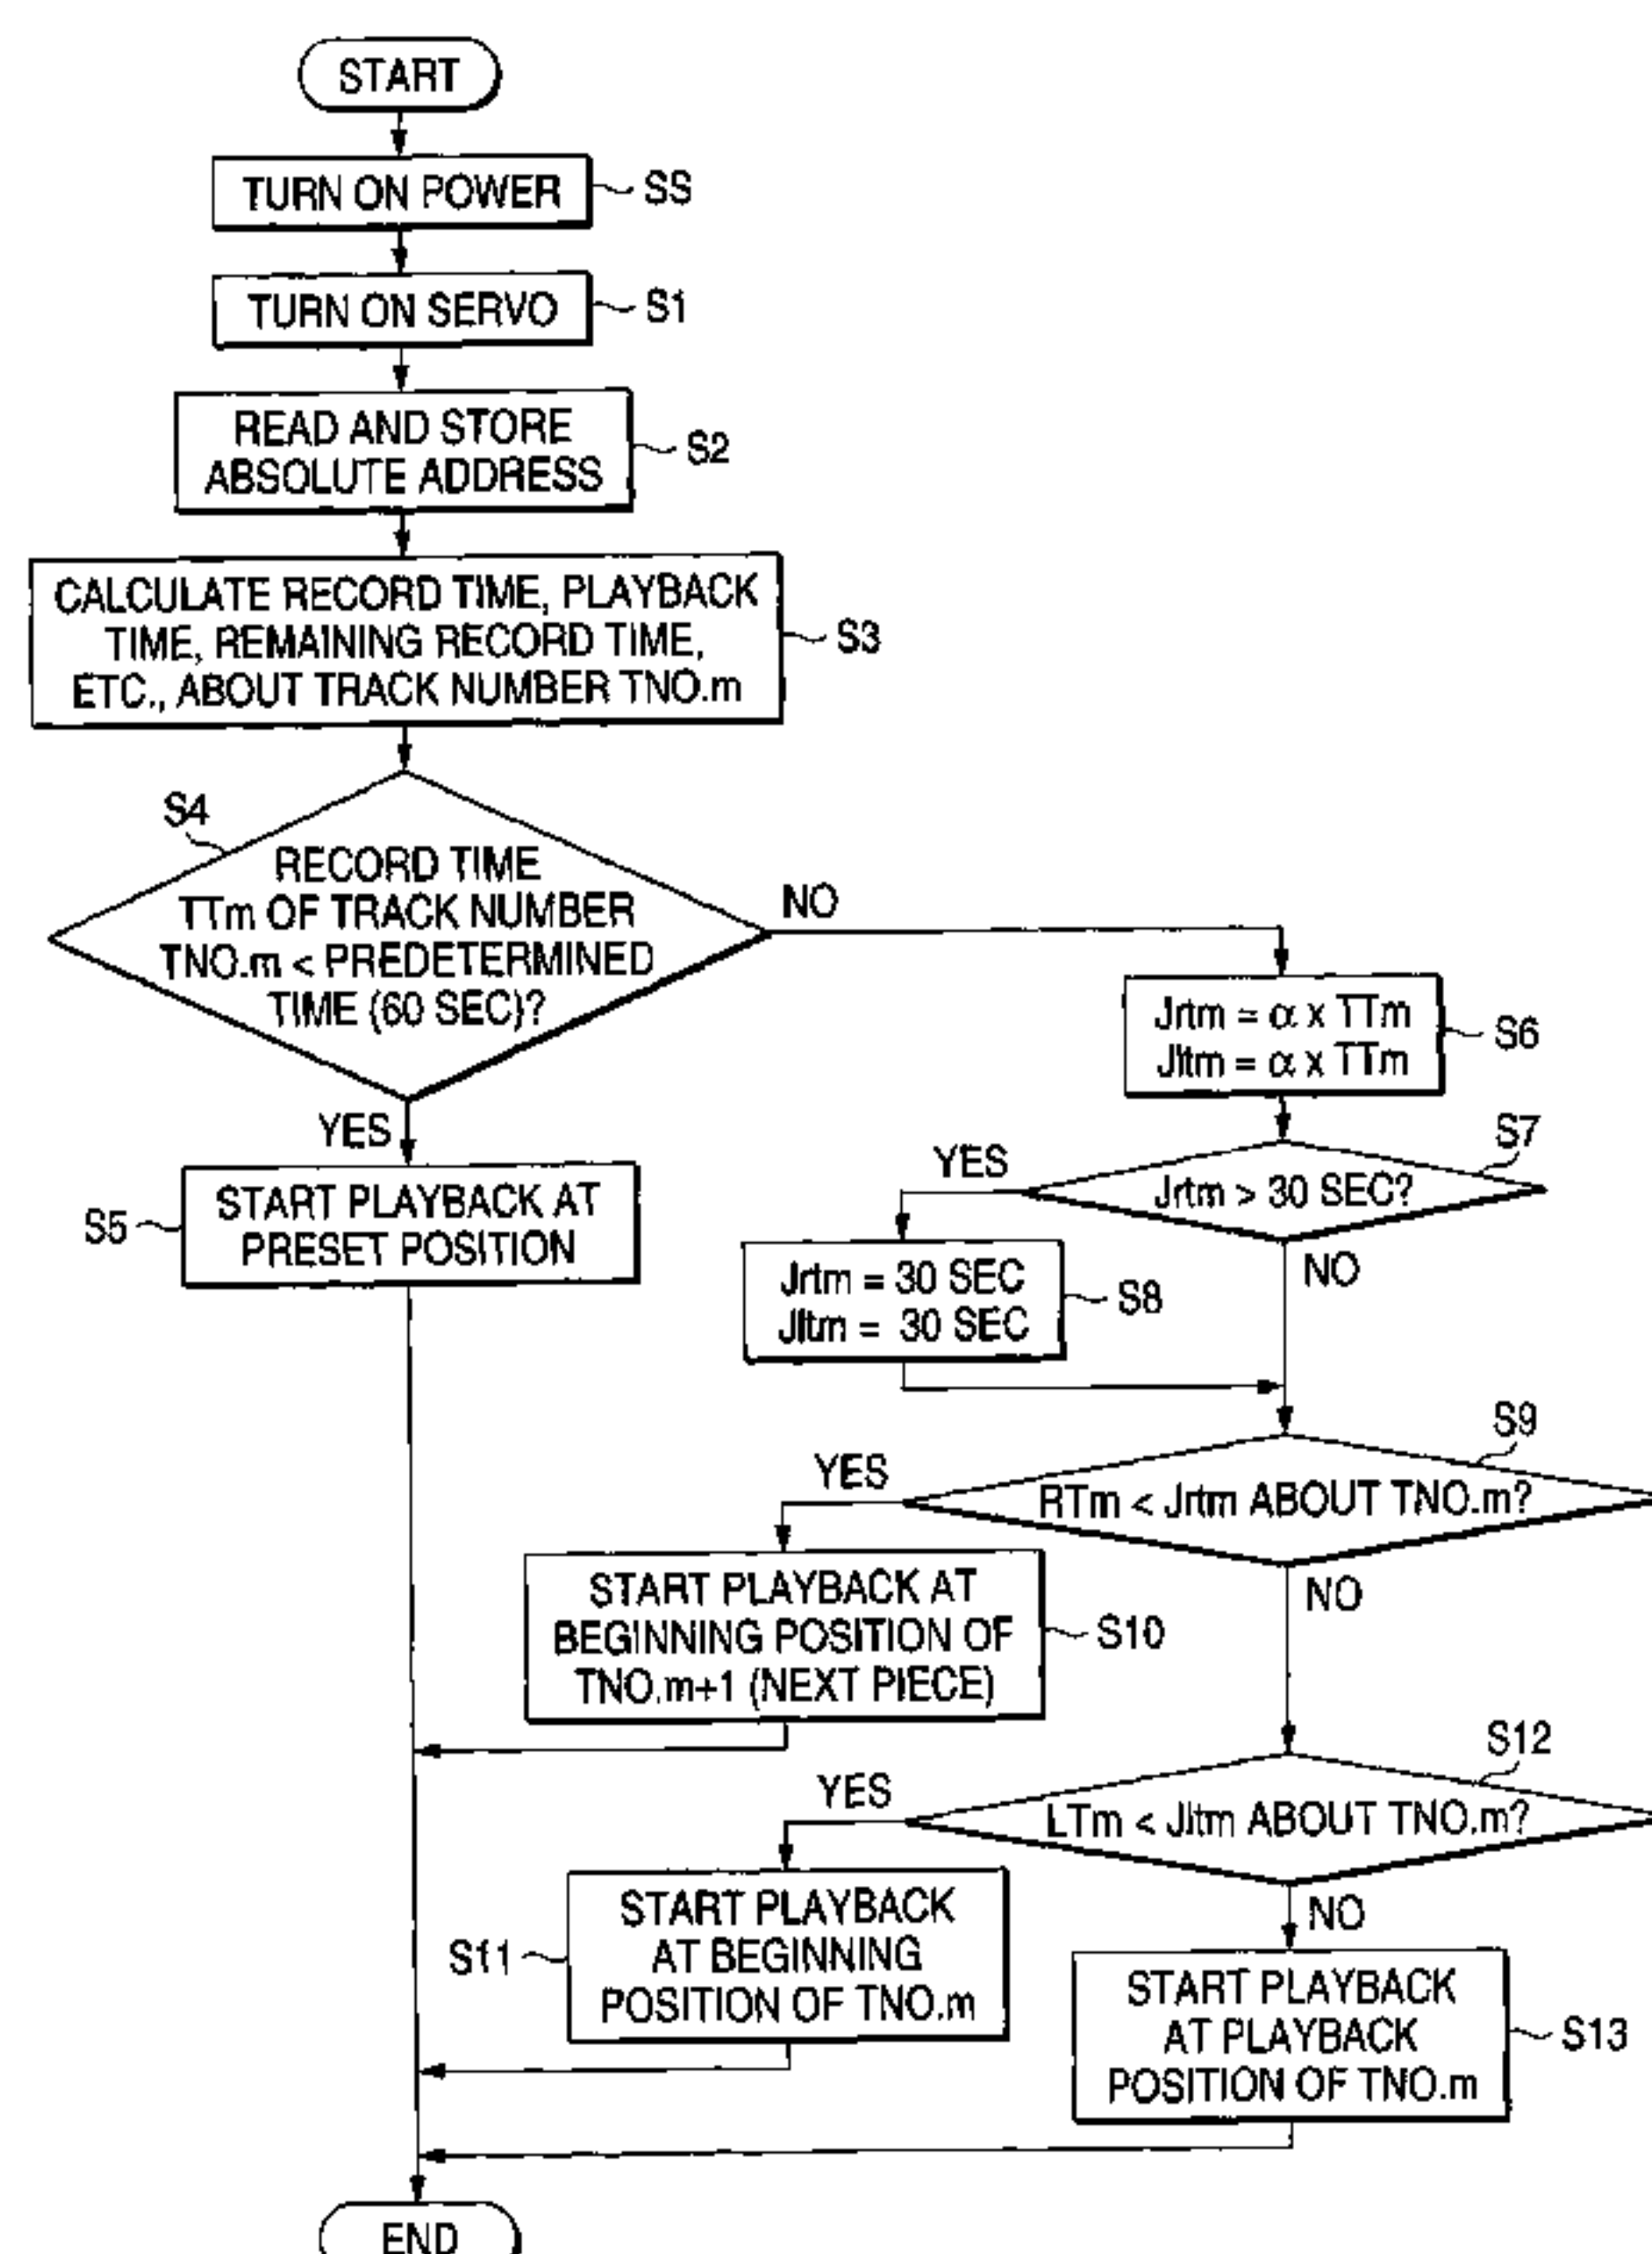 START
TURN ON POWER
SS
TURN ON SERVO
S1
READ AND STORE
ABSOLUTE ADDRESS
S2
CALCULATE RECORD TIME, PLAYBACK
TIME, REMAINING RECORD TIME,
ETC., ABOUT TRACK NUMBER TNO.m
S3
S4
RECORD TIME
TTm OF TRACK NUMBER
TNO.m < PREDETERMINED
TIME (60 SEC)?
NO
YES
START PLAYBACK AT
PRESET POSITION
S5
Jrtm = α x TTm
Jltm = α x TTm
S6
S7
Jrtm > 30 SEC?
YES
NO
Jrtm = 30 SEC
Jltm = 30 SEC
S8
S9
RTm < Jrtm ABOUT TNO.m?
YES
NO
START PLAYBACK AT
BEGINNING POSITION OF
TNO.m+1 (NEXT PIECE)
S10
S12
LTm < Jltm ABOUT TNO.m?
YES
NO
START PLAYBACK
AT BEGINNING
POSITION OF TNO.m
S11
START PLAYBACK
AT PLAYBACK
POSITION OF TNO.m
S13
END